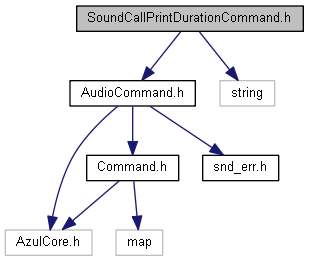 SoundCallPrintDurationCommand.h
AudioCommand.h
string
Command.h
snd_err.h
AzulCore.h
map